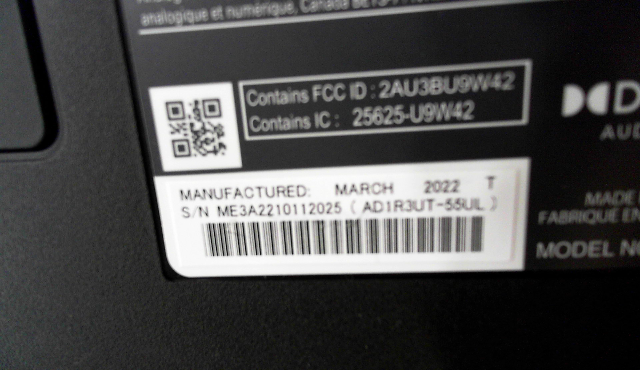 analogique et numérique, Canada
Contains FCC ID : 2AU3BU9W42
Contains IC : 25625-U9W42
MANUFACTURED: MARCH 2022 T
S/N ME3A2210112025 ( AD1R3UT-55UL )
MADE
FABRIQUE EN
MODEL